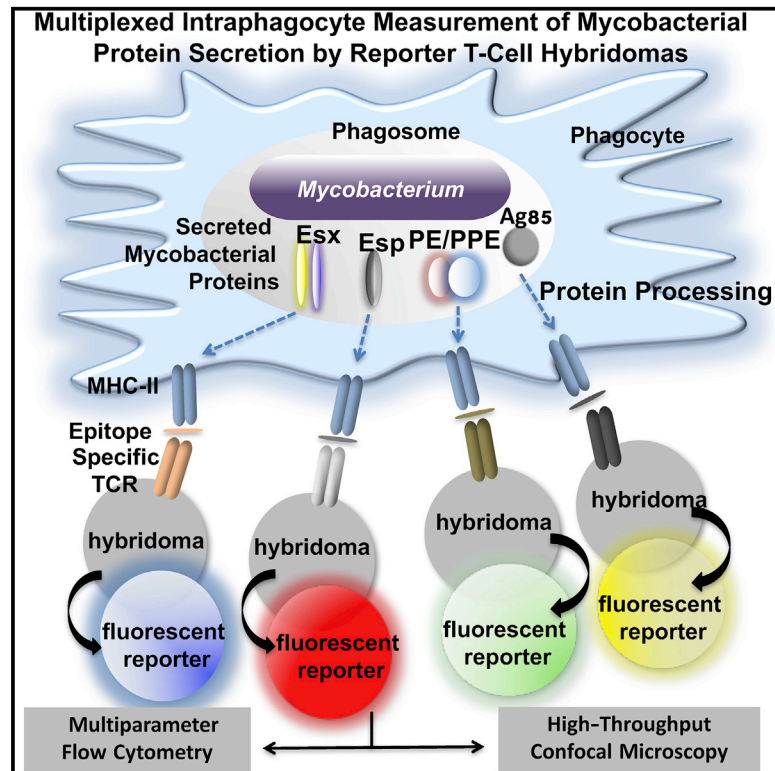 Multiplexed Intraphagocyte Measurement of Mycobacterial
Protein Secretion by Reporter T-Cell Hybridomas
Phagosome
Phagocyte
Mycobacterium
Ag85
Secreted
Mycobacterial
Proteins
Esx
Esp
PE/PPE
Protein Processing
MHC-II
Epitope
Specific
TCR
hybridoma
hybridoma
hybridoma
hybridoma
fluorescent
reporter
fluorescent
reporter
fluorescent
reporter
fluorescent
reporter
Multiparameter
Flow Cytometry
High-Throughput
Confocal Microscopy